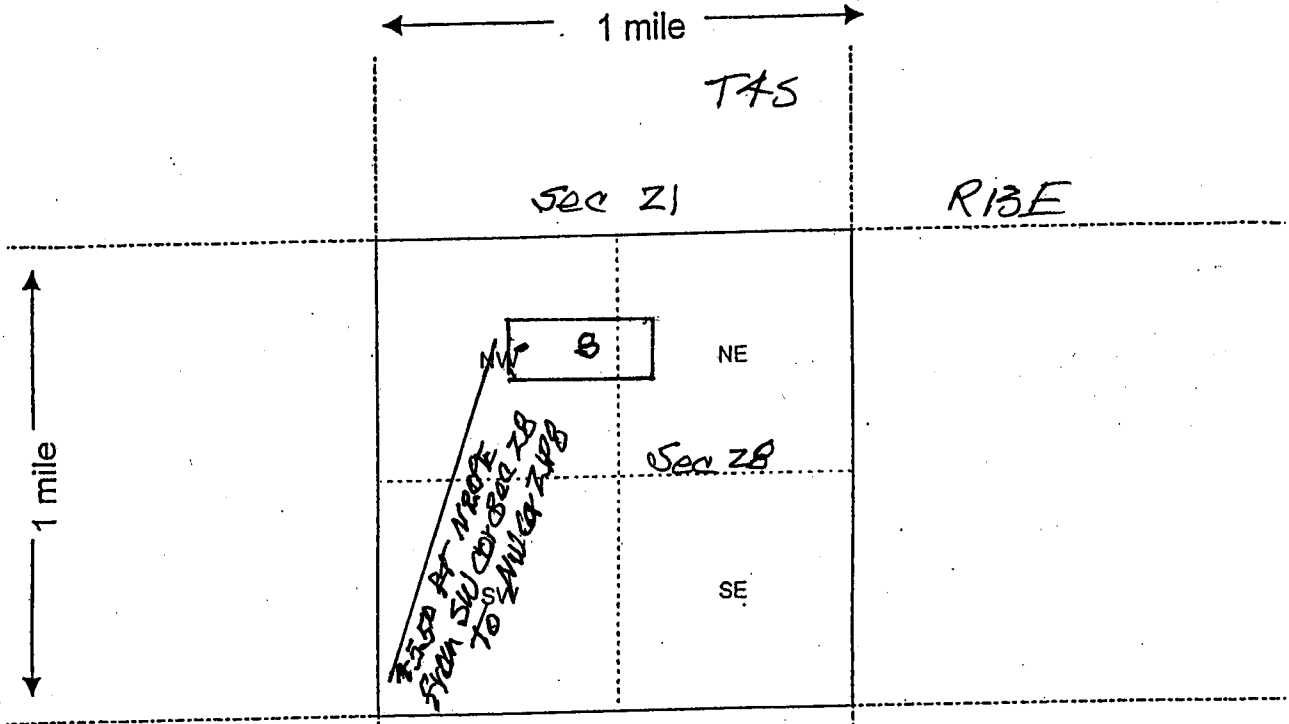 1 mile
T4S
Sec 21
R13E
NW
B
NE
Sec 28
1 mile
FT
from SW Cor Sec 28
To NW Cor
SW
SE